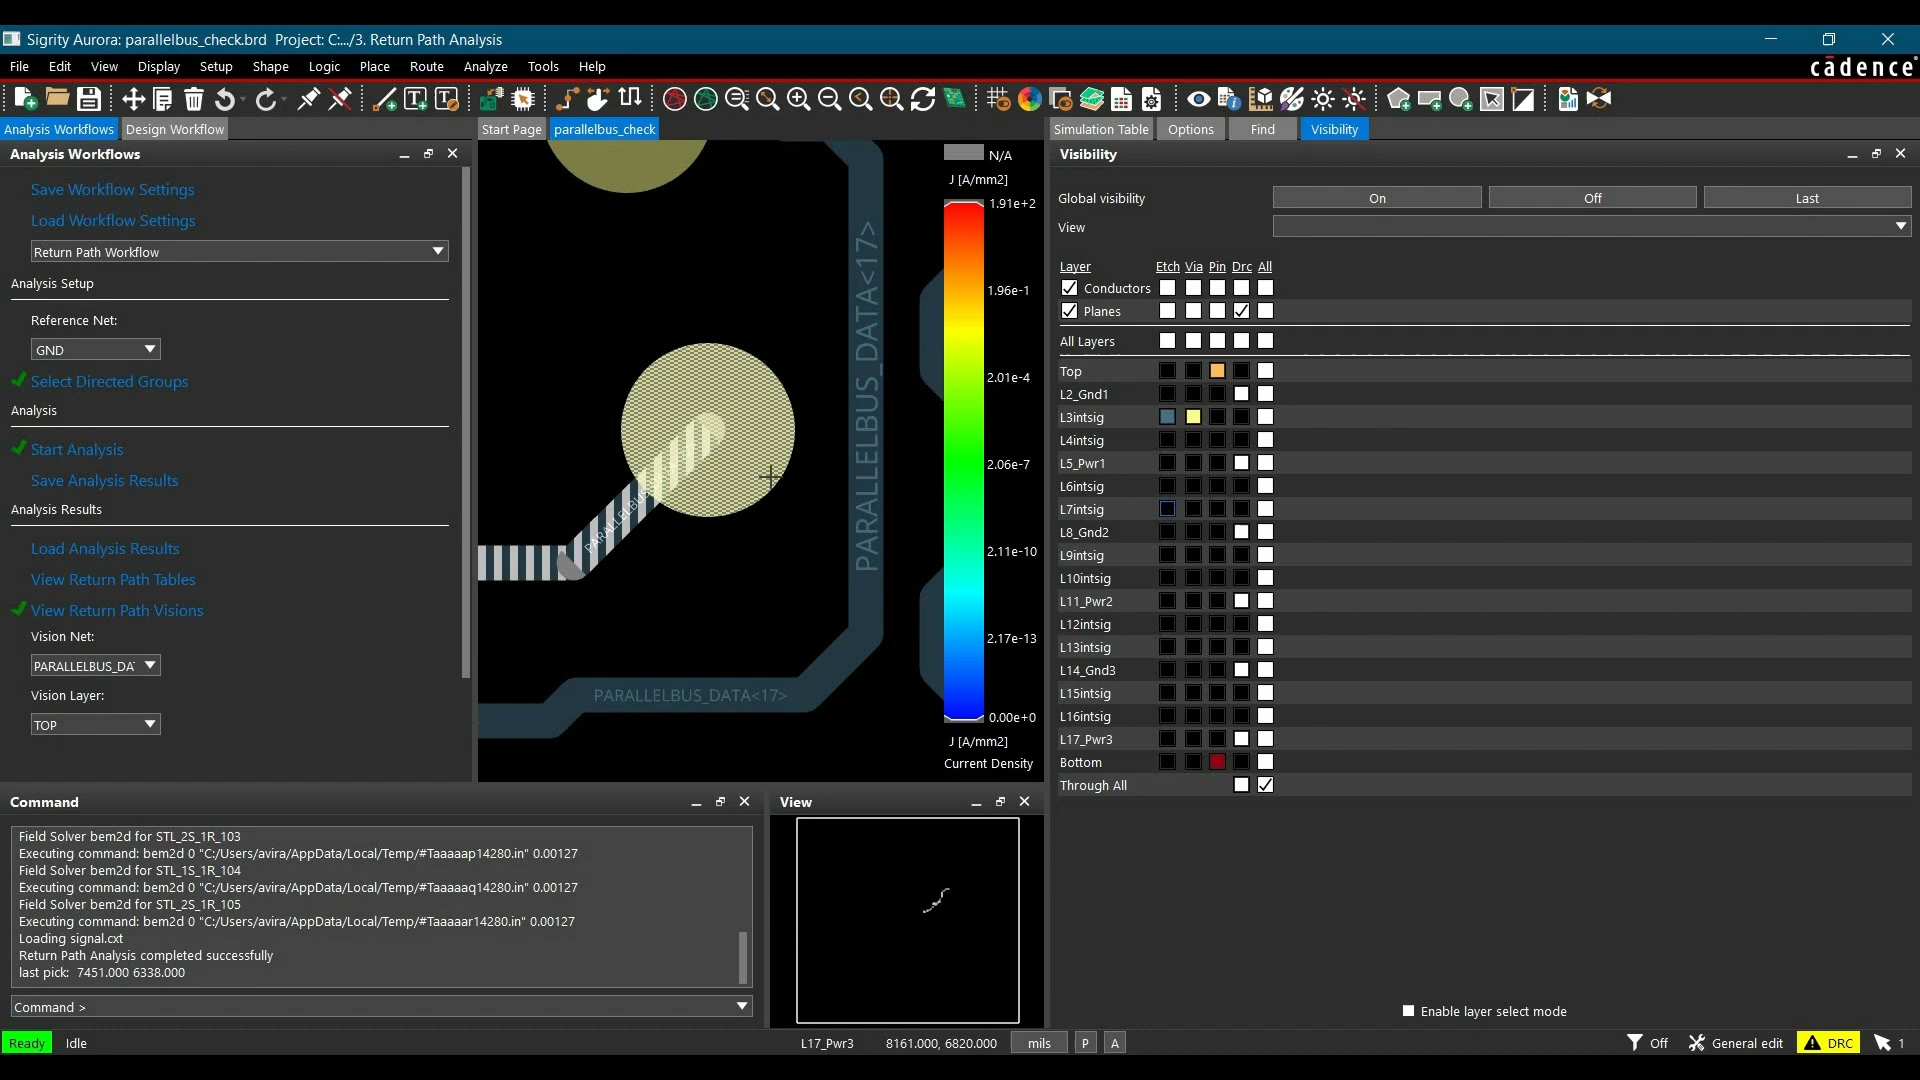 Sigrity Aurora: parallelbus_check.brd  Project: C:.../3. Return Path Analysis
File Edit View Display Setup Shape Logic Place Route Analyze Tools Help
cādence
Analysis Workflows Design Workflow
Start Page parallelbus_check
Simulation Table Options Find Visibility
Analysis Workflows
Save Workflow Settings
Load Workflow Settings
Return Path Workflow
Analysis Setup
Reference Net:
GND
Select Directed Groups
Analysis
Start Analysis
Save Analysis Results
Analysis Results
Load Analysis Results
View Return Path Tables
View Return Path Visions
Vision Net:
PARALLELBUS_DA
Vision Layer:
TOP
PARALLELBUS_DATA<17>
PARALLELBUS
PARALLELBUS_DATA<17>
N/A
J [A/mm2]
1.91e+2
1.96e-1
2.01e-4
2.06e-7
2.11e-10
2.17e-13
0.00e+0
J [A/mm2]
Current Density
Visibility
Global visibility On Off Last
View
Layer Etch Via Pin Drc All
Conductors
Planes
All Layers
Top
L2_Gnd1
L3intsig
L4intsig
L5_Pwr1
L6intsig
L7intsig
L8_Gnd2
L9intsig
L10intsig
L11_Pwr2
L12intsig
L13intsig
L14_Gnd3
L15intsig
L16intsig
L17_Pwr3
Bottom
Through All
Enable layer select mode
Command
Field Solver bem2d for STL_2S_1R_103
Executing command: bem2d 0 "C:/Users/avira/AppData/Local/Temp/#Taaaaap14280.in" 0.00127
Field Solver bem2d for STL_1S_1R_104
Executing command: bem2d 0 "C:/Users/avira/AppData/Local/Temp/#Taaaaaq14280.in" 0.00127
Field Solver bem2d for STL_2S_1R_105
Executing command: bem2d 0 "C:/Users/avira/AppData/Local/Temp/#Taaaaar14280.in" 0.00127
Loading signal.cxt
Return Path Analysis completed successfully
last pick:  7451.000 6338.000
Command >
View
Ready Idle L17_Pwr3 8161.000, 6820.000 mils P A Off General edit DRC 1